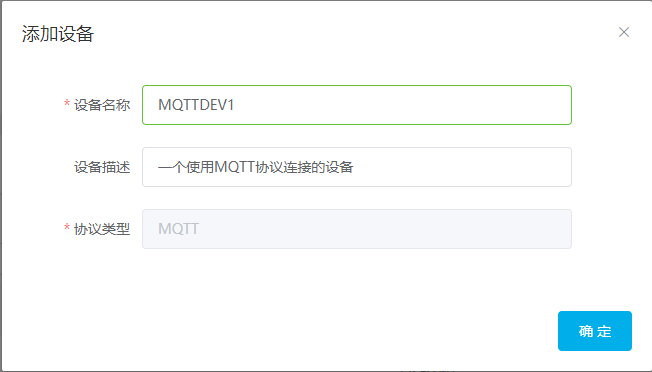 添加设备
* 设备名称 MQTTDEV1
设备描述 一个使用MQTT协议连接的设备
* 协议类型 MQTT
确 定